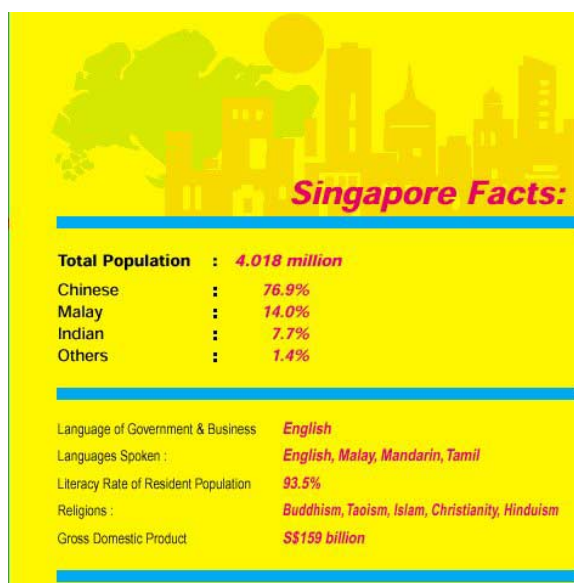 Singapore Facts:
Total Population : 4.018 million
Chinese : 76.9%
Malay : 14.0%
Indian : 7.7%
Others : 1.4%
Language of Government & Business English
Languages Spoken : English, Malay, Mandarin, Tamil
Literacy Rate of Resident Population 93.5%
Religions : Buddhism, Taoism, Islam, Christianity, Hinduism
Gross Domestic Product S$159 billion